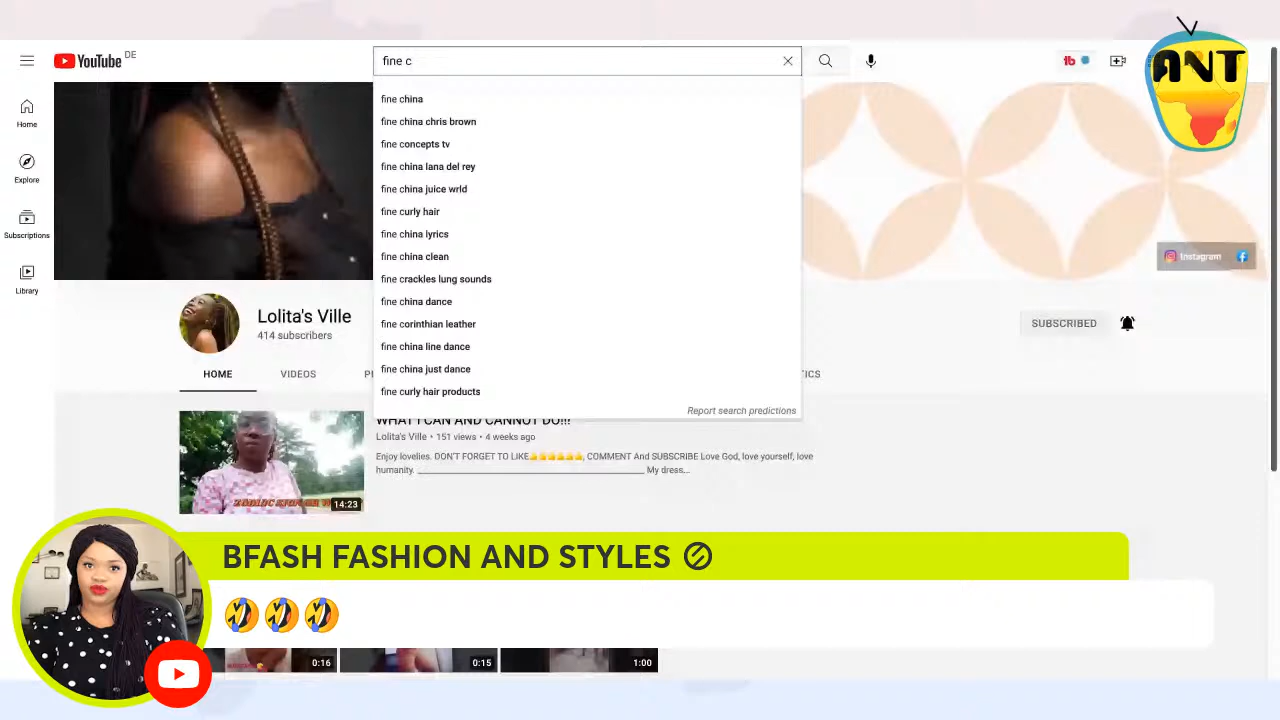 YouTube DE
fine c
ANT
Home
Explore
Subscriptions
Library
fine china
fine china chris brown
fine concepts tv
fine china lana del rey
fine china juice wrld
fine curly hair
fine china lyrics
fine china clean
fine crackles lung sounds
fine china dance
fine corinthian leather
fine china line dance
fine china just dance
fine curly hair products
Report search predictions
Instagram
Lolita's Ville
414 subscribers
SUBSCRIBED
HOME
VIDEOS
WHAT I CAN AND CANNOT DO!!!
Lolita's Ville • 151 views • 4 weeks ago
Enjoy lovelies. DON'T FORGET TO LIKE👍👍👍👍👍👍, COMMENT And SUBSCRIBE Love God, love yourself, love
humanity. ________________________________________ My dress...
14:23
BFASH FASHION AND STYLES
🤣🤣🤣
0:16
0:15
1:00